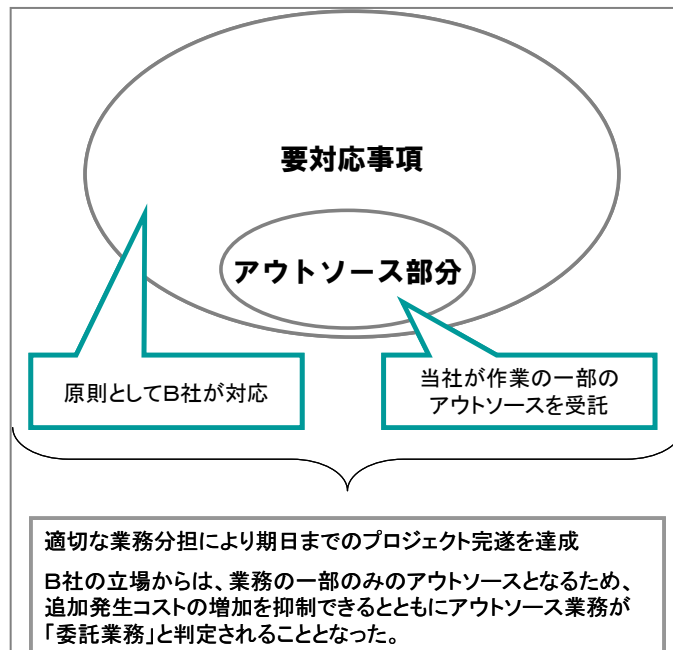 要対応事項
アウトソース部分
原則としてB社が対応
当社が作業の一部の
アウトソースを受託
適切な業務分担により期日までのプロジェクト完遂を達成
B社の立場からは、業務の一部のみのアウトソースとなるため、
追加発生コストの増加を抑制できるとともにアウトソース業務が
「委託業務」と判定されることとなった。